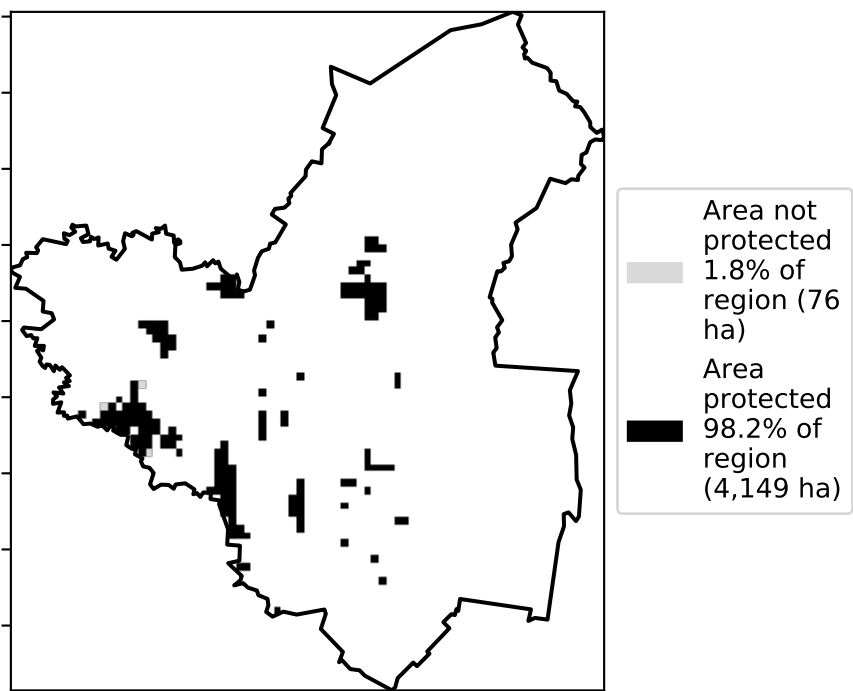 Area not
protected
1.8% of
region (76
ha)
Area
protected
98.2% of
region
(4,149 ha)